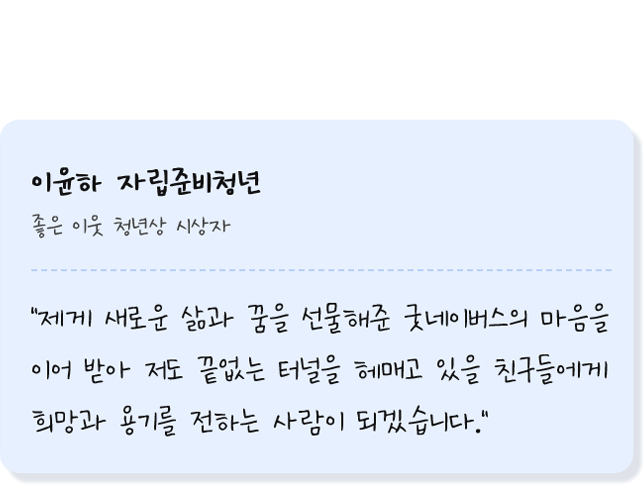 이윤하 자립준비청년
좋은 이웃 청년상 시상자
"제게 새로운 삶과 꿈을 선물해준 굿네이버스의 마음을
이어 받아 저도 끝없는 터널을 헤매고 있을 친구들에게
희망과 용기를 전하는 사람이 되겠습니다."